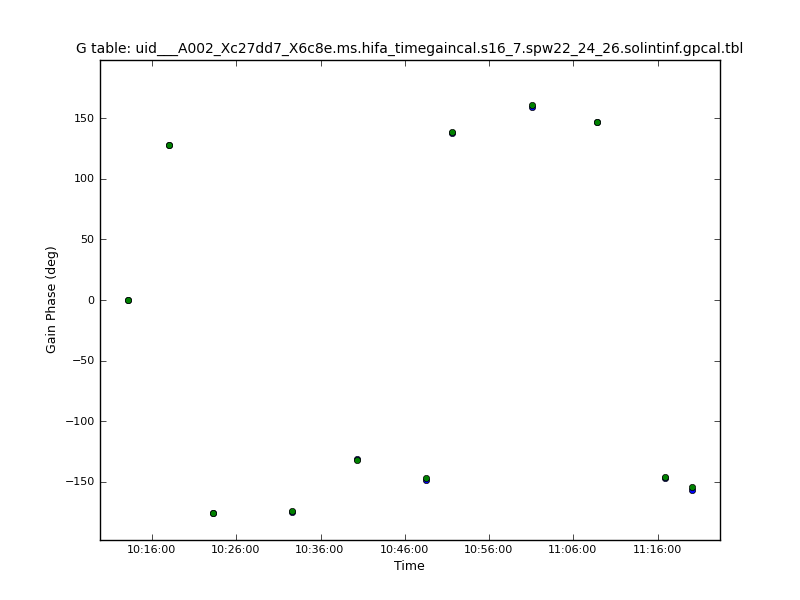 G table: uid___A002_Xc27dd7_X6c8e.ms.hifa_timegaincal.s16_7.spw22_24_26.solintinf.gpcal.tbl
Gain Phase (deg)
150
100
50
0
−50
−100
−150
10:16:00 10:26:00 10:36:00 10:46:00 10:56:00 11:06:00 11:16:00
Time